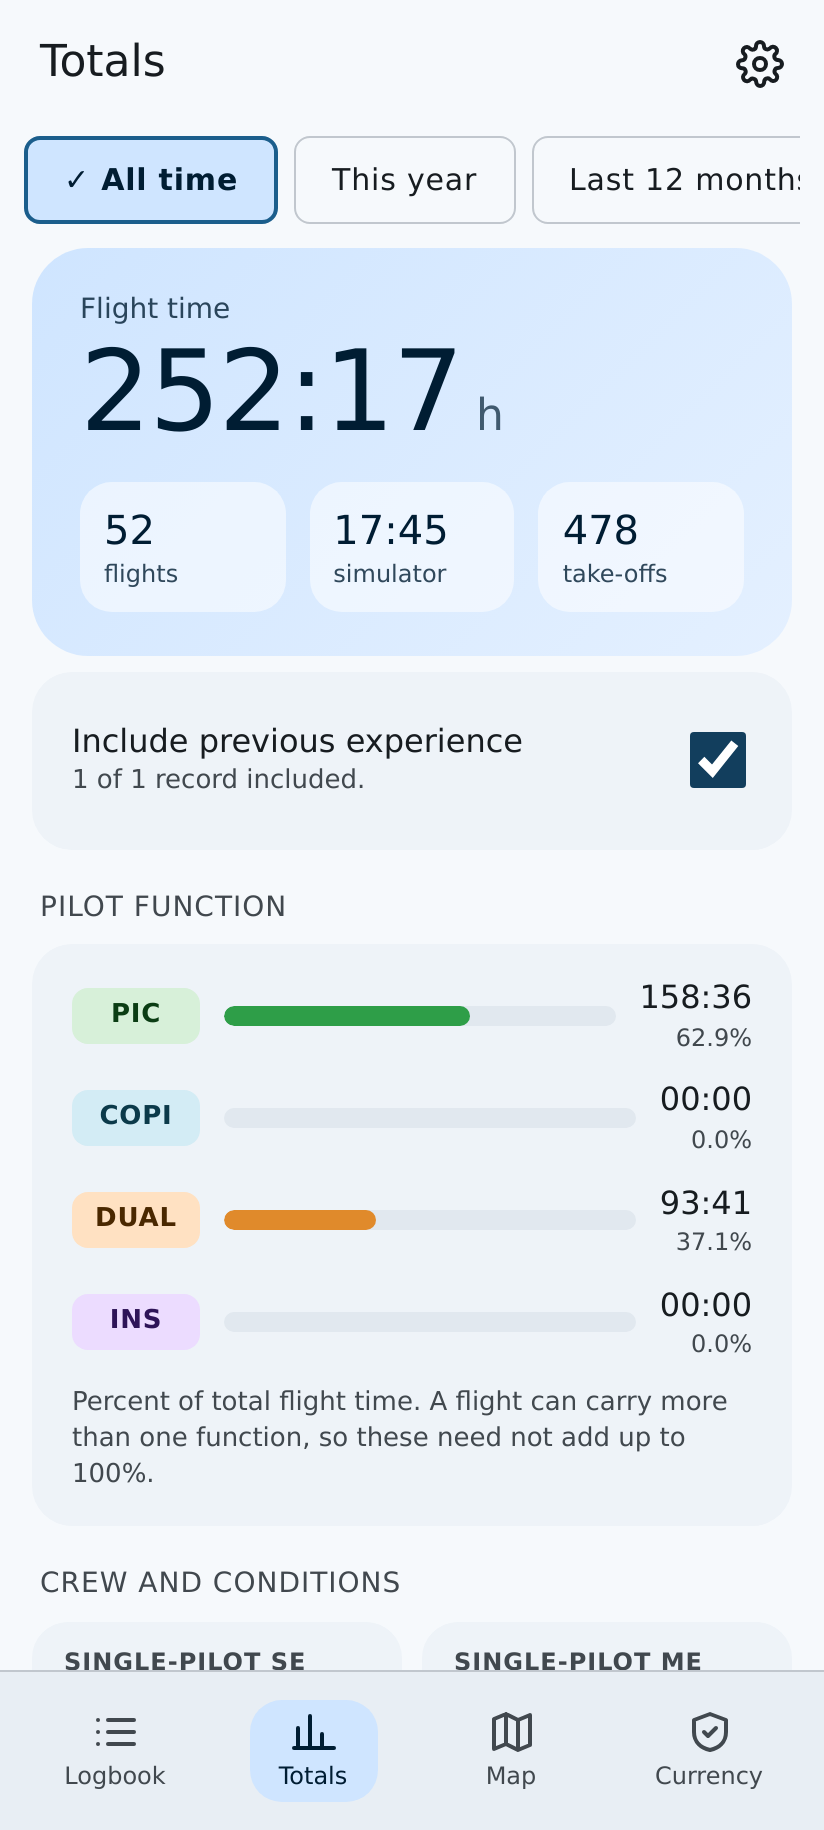 Totals
✓ All time
This year
Last 12 months
Flight time
252:17 h
52
flights
17:45
simulator
478
take-offs
Include previous experience
1 of 1 record included.
PILOT FUNCTION
PIC
158:36
62.9%
COPI
00:00
0.0%
DUAL
93:41
37.1%
INS
00:00
0.0%
Percent of total flight time. A flight can carry more
than one function, so these need not add up to
100%.
CREW AND CONDITIONS
SINGLE-PILOT SE
SINGLE-PILOT ME
Logbook
Totals
Map
Currency